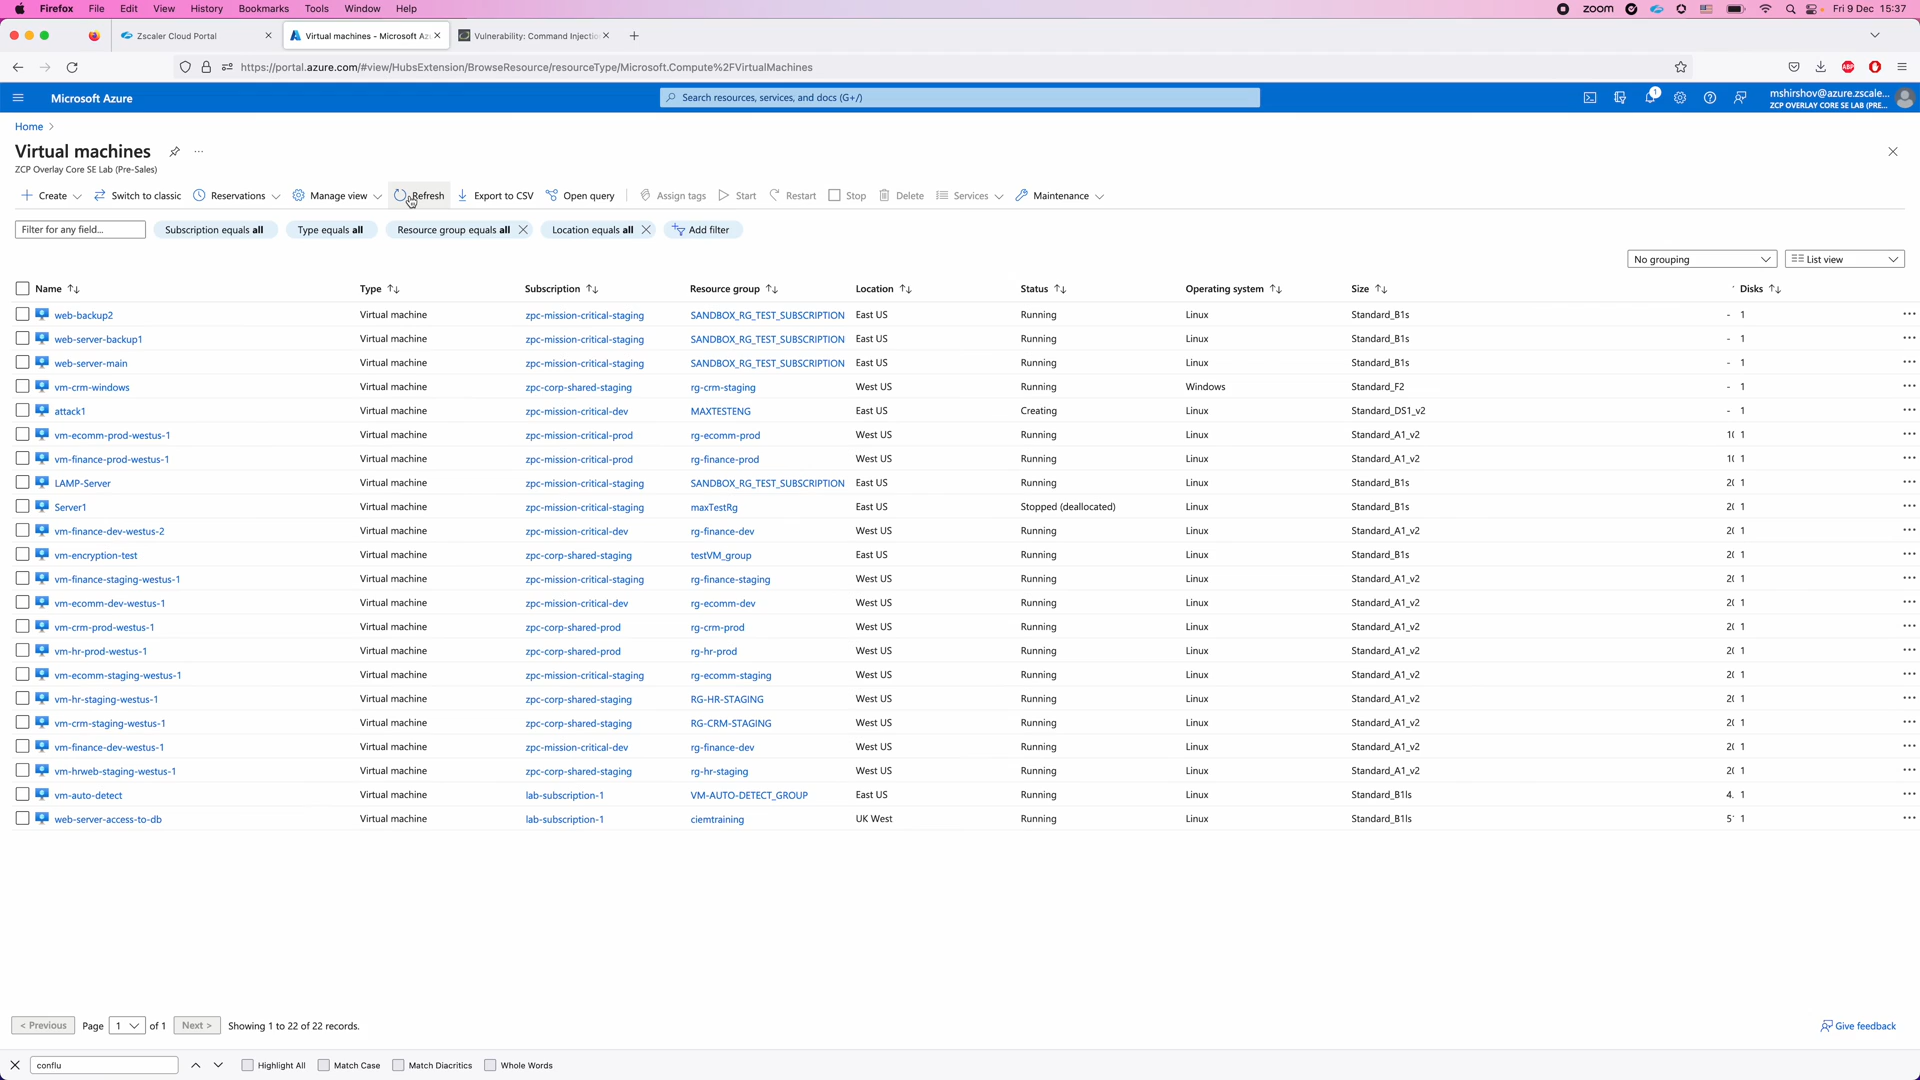 Firefox File Edit View History Bookmarks Tools Window Help zoom Fri 9 Dec 15:37
Zscaler Cloud Portal Virtual machines - Microsoft Az Vulnerability: Command Injection
https://portal.azure.com/#view/HubsExtension/BrowseResource/resourceType/Microsoft.Compute%2FVirtualMachines ABP
Microsoft Azure Search resources, services, and docs (G+/) 1 mshirshov@azure.zscale...
ZCP OVERLAY CORE SE LAB (PRE...
Home >
Virtual machines ...
ZCP Overlay Core SE Lab (Pre-Sales)
Create Switch to classic Reservations Manage view Refresh Export to CSV Open query Assign tags Start Restart Stop Delete Services Maintenance
Filter for any field... Subscription equals all Type equals all Resource group equals all Location equals all Add filter
No grouping List view
Name Type Subscription Resource group Location Status Operating system Size Disks
web-backup2 Virtual machine zpc-mission-critical-staging SANDBOX_RG_TEST_SUBSCRIPTION East US Running Linux Standard_B1s - 1
web-server-backup1 Virtual machine zpc-mission-critical-staging SANDBOX_RG_TEST_SUBSCRIPTION East US Running Linux Standard_B1s - 1
web-server-main Virtual machine zpc-mission-critical-staging SANDBOX_RG_TEST_SUBSCRIPTION East US Running Linux Standard_B1s - 1
vm-crm-windows Virtual machine zpc-corp-shared-staging rg-crm-staging West US Running Windows Standard_F2 - 1
attack1 Virtual machine zpc-mission-critical-dev MAXTESTENG East US Creating Linux Standard_DS1_v2 - 1
vm-ecomm-prod-westus-1 Virtual machine zpc-mission-critical-prod rg-ecomm-prod West US Running Linux Standard_A1_v2 1
vm-finance-prod-westus-1 Virtual machine zpc-mission-critical-prod rg-finance-prod West US Running Linux Standard_A1_v2 1
LAMP-Server Virtual machine zpc-mission-critical-staging SANDBOX_RG_TEST_SUBSCRIPTION East US Running Linux Standard_B1s 1
Server1 Virtual machine zpc-mission-critical-staging maxTestRg East US Stopped (deallocated) Linux Standard_B1s 1
vm-finance-dev-westus-2 Virtual machine zpc-mission-critical-dev rg-finance-dev West US Running Linux Standard_A1_v2 1
vm-encryption-test Virtual machine zpc-corp-shared-staging testVM_group East US Running Linux Standard_B1s 1
vm-finance-staging-westus-1 Virtual machine zpc-mission-critical-staging rg-finance-staging West US Running Linux Standard_A1_v2 1
vm-ecomm-dev-westus-1 Virtual machine zpc-mission-critical-dev rg-ecomm-dev West US Running Linux Standard_A1_v2 1
vm-crm-prod-westus-1 Virtual machine zpc-corp-shared-prod rg-crm-prod West US Running Linux Standard_A1_v2 1
vm-hr-prod-westus-1 Virtual machine zpc-corp-shared-prod rg-hr-prod West US Running Linux Standard_A1_v2 1
vm-ecomm-staging-westus-1 Virtual machine zpc-mission-critical-staging rg-ecomm-staging West US Running Linux Standard_A1_v2 1
vm-hr-staging-westus-1 Virtual machine zpc-corp-shared-staging RG-HR-STAGING West US Running Linux Standard_A1_v2 1
vm-crm-staging-westus-1 Virtual machine zpc-corp-shared-staging RG-CRM-STAGING West US Running Linux Standard_A1_v2 1
vm-finance-dev-westus-1 Virtual machine zpc-mission-critical-dev rg-finance-dev West US Running Linux Standard_A1_v2 1
vm-hrweb-staging-westus-1 Virtual machine zpc-corp-shared-staging rg-hr-staging West US Running Linux Standard_A1_v2 1
vm-auto-detect Virtual machine lab-subscription-1 VM-AUTO-DETECT_GROUP East US Running Linux Standard_B1ls 1
web-server-access-to-db Virtual machine lab-subscription-1 ciemtraining UK West Running Linux Standard_B1ls 1
< Previous Page 1 of 1 Next > Showing 1 to 22 of 22 records. Give feedback
conflu Highlight All Match Case Match Diacritics Whole Words